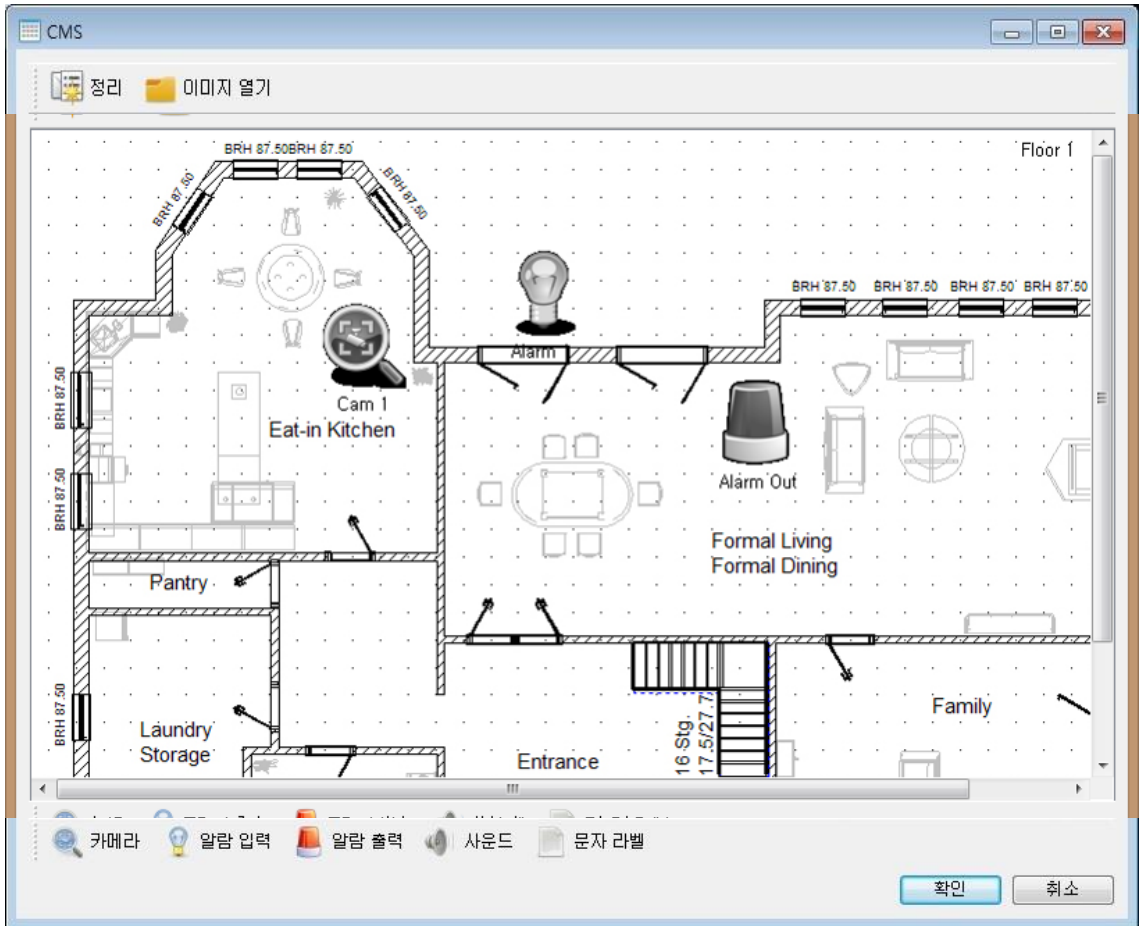 CMS
정리 이미지 열기
Floor 1
BRH 87.50BRH 87.50
BRH 87.50
BRH 87.50
BRH 87.50 BRH 87.50 BRH 87.50 BRH 87.50
Alarm
BRH 87.50
Cam 1
Eat-in Kitchen
Alarm Out
BRH 87.50
Formal Living
Formal Dining
Pantry
BRH 87.50
Laundry
Storage
Entrance
16 Stg.
17.5/27.7
Family
카메라 알람 입력 알람 출력 사운드 문자 라벨
확인 취소